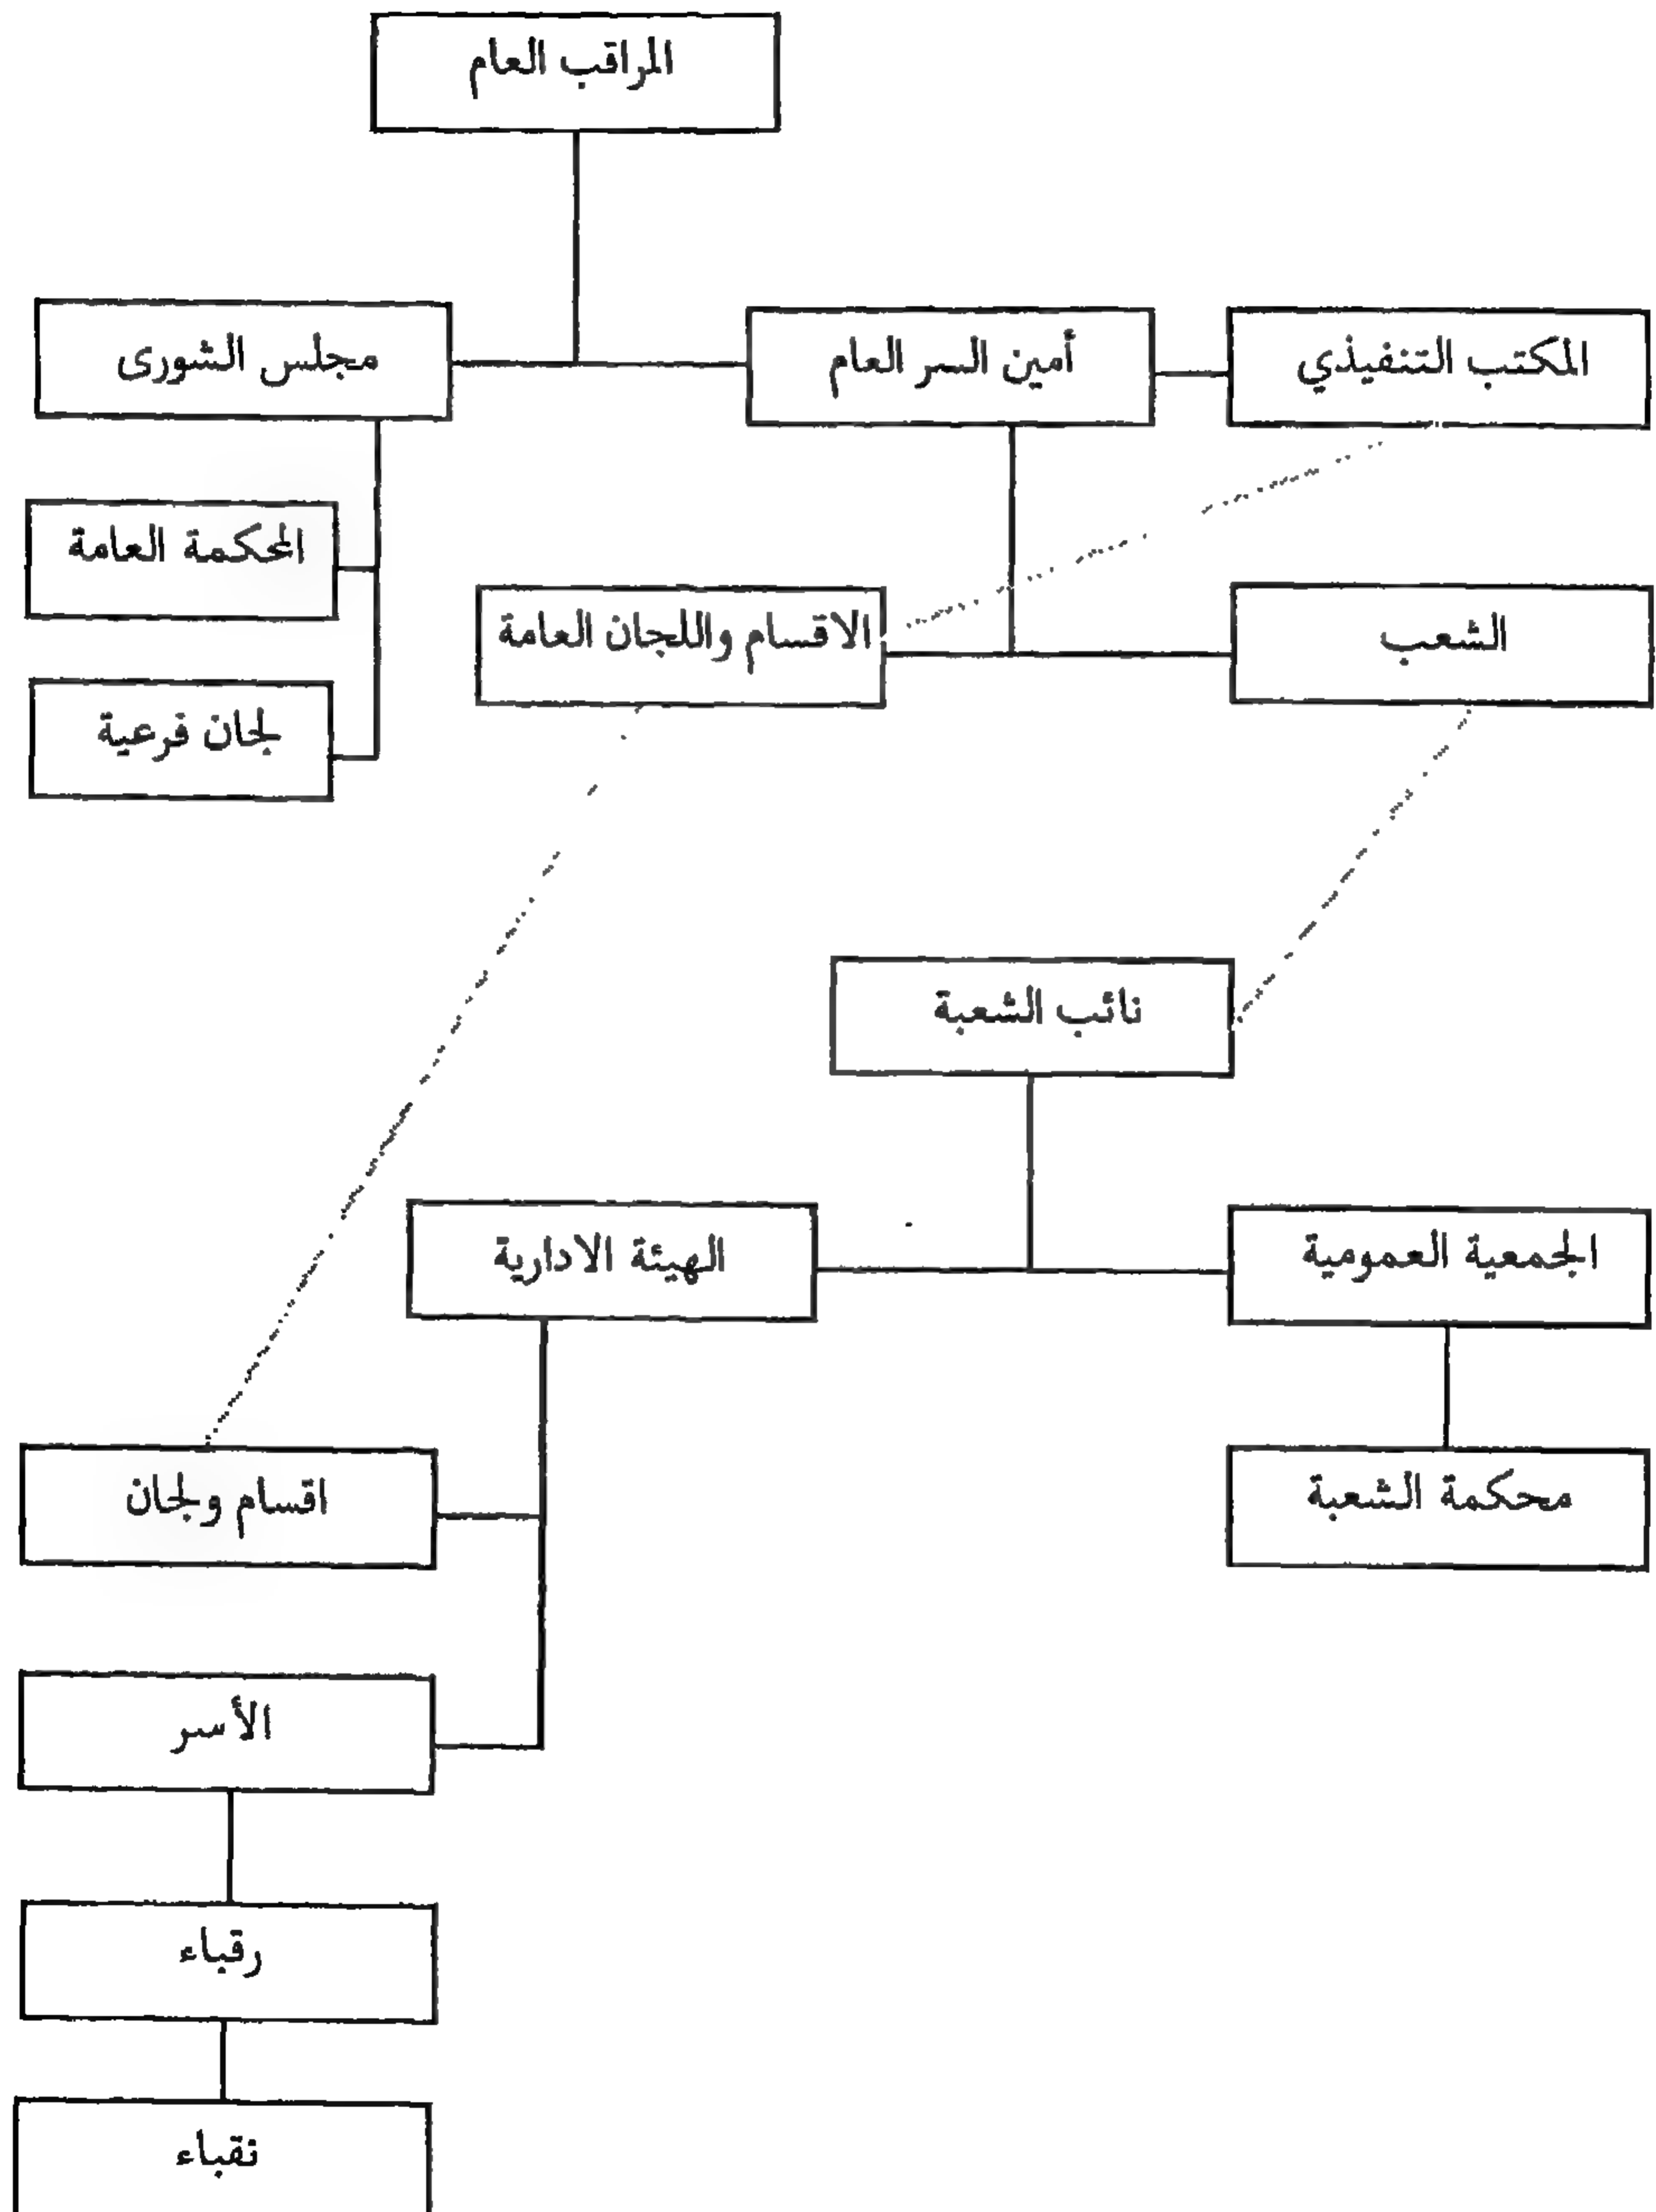 المراقب العام
المكتب التنفيذي
أمين السر العام
مجلس الشورى
المحكمة العامة
الشعب
الاقسام واللجان العامة
لجان فرعية
نائب الشعبة
الجمعية العمومية
الهيئة الادارية
محكمة الشعبة
اقسام ولجان
الأسر
رقباء
نقباء